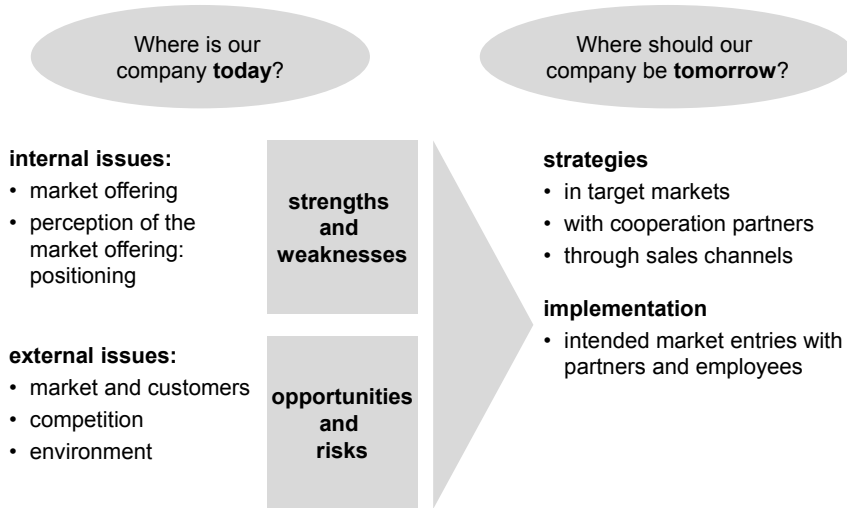 Where is our
company today?
Where should our
company be tomorrow?
internal issues:
• market offering
• perception of the
market offering:
positioning
strengths
and
weaknesses
external issues:
• market and customers
• competition
• environment
opportunities
and
risks
strategies
• in target markets
• with cooperation partners
• through sales channels
implementation
• intended market entries with
partners and employees